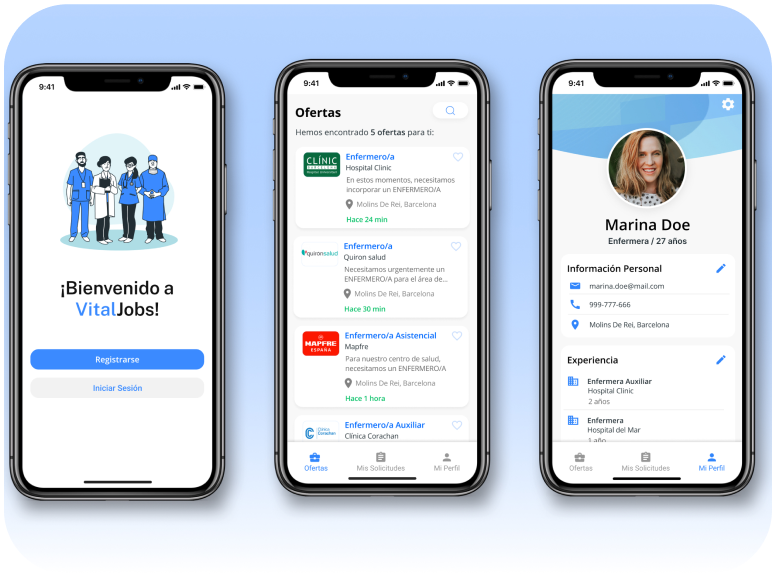 9:41
¡Bienvenido a
VitalJobs!
Registrarse
Iniciar Sesión
9:41
Ofertas
Hemos encontrado 5 ofertas para ti:
CLÍNIC
BARCELONA
Hospital Universitari
Enfermero/a
Hospital Clinic
En estos momentos, necesitamos
incorporar un ENFERMERO/A
Molins De Rei, Barcelona
Hace 24 min
quironsalud
Enfermero/a
Quiron salud
Necesitamos urgentemente un
ENFERMERO/A para el área de...
Molins De Rei, Barcelona
Hace 30 min
MAPFRE
ESPAÑA
Enfermero/a Asistencial
Mapfre
Para nuestro centro de salud,
necesitamos un ENFERMERO/A
Molins De Rei, Barcelona
Hace 1 hora
Clínica
Corachan
Enfermero/a Auxiliar
Clínica Corachan
Ofertas
Mis Solicitudes
Mi Perfil
9:41
Marina Doe
Enfermera / 27 años
Información Personal
marina.doe@mail.com
999-777-666
Molins De Rei, Barcelona
Experiencia
Enfermera Auxiliar
Hospital Clinic
2 años
Enfermera
Hospital del Mar
1 año
Ofertas
Mis Solicitudes
Mi Perfil